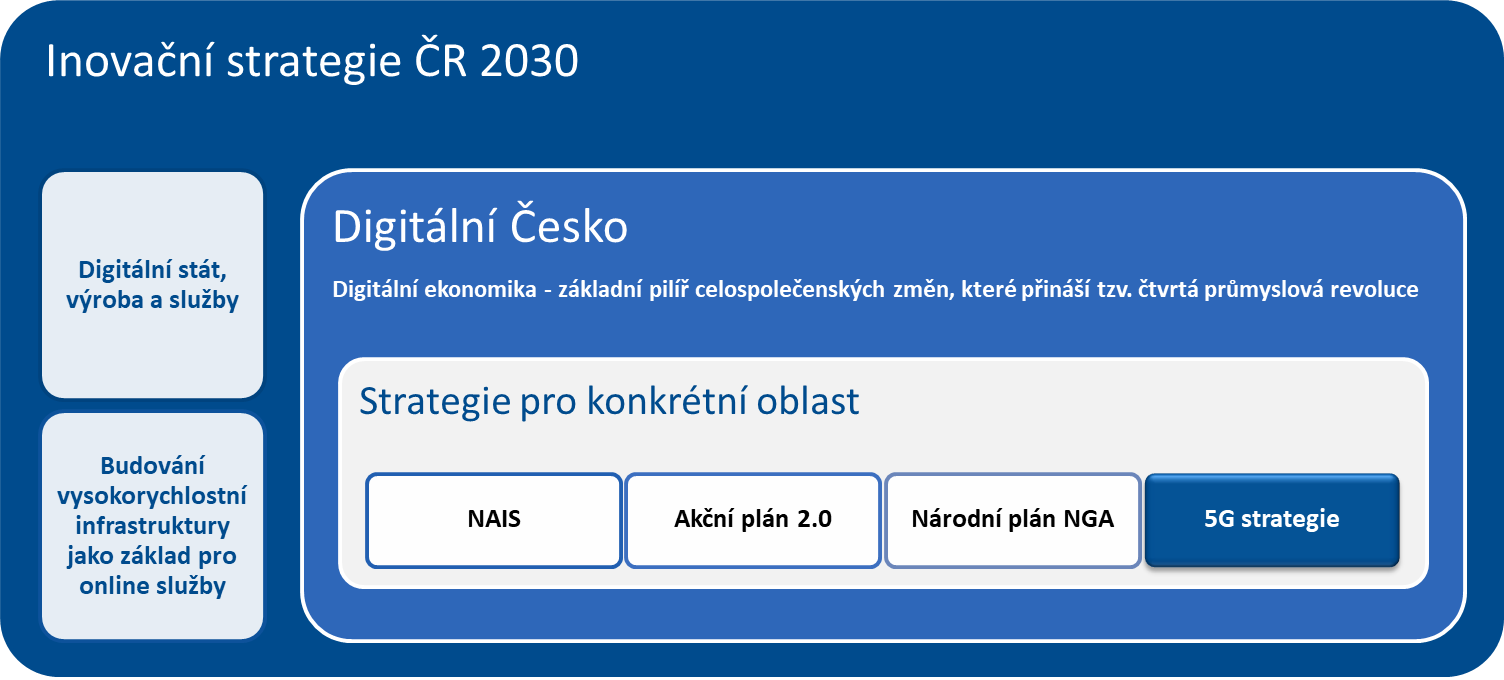 Inovační strategie ČR 2030
Digitální stát,
výroba a služby
Budování
vysokorychlostní
infrastruktury
jako základ pro
online služby
Digitální Česko
Digitální ekonomika - základní pilíř celospolečenských změn, které přináší tzv. čtvrtá průmyslová revoluce
Strategie pro konkrétní oblast
NAIS
Akční plán 2.0
Národní plán NGA
5G strategie